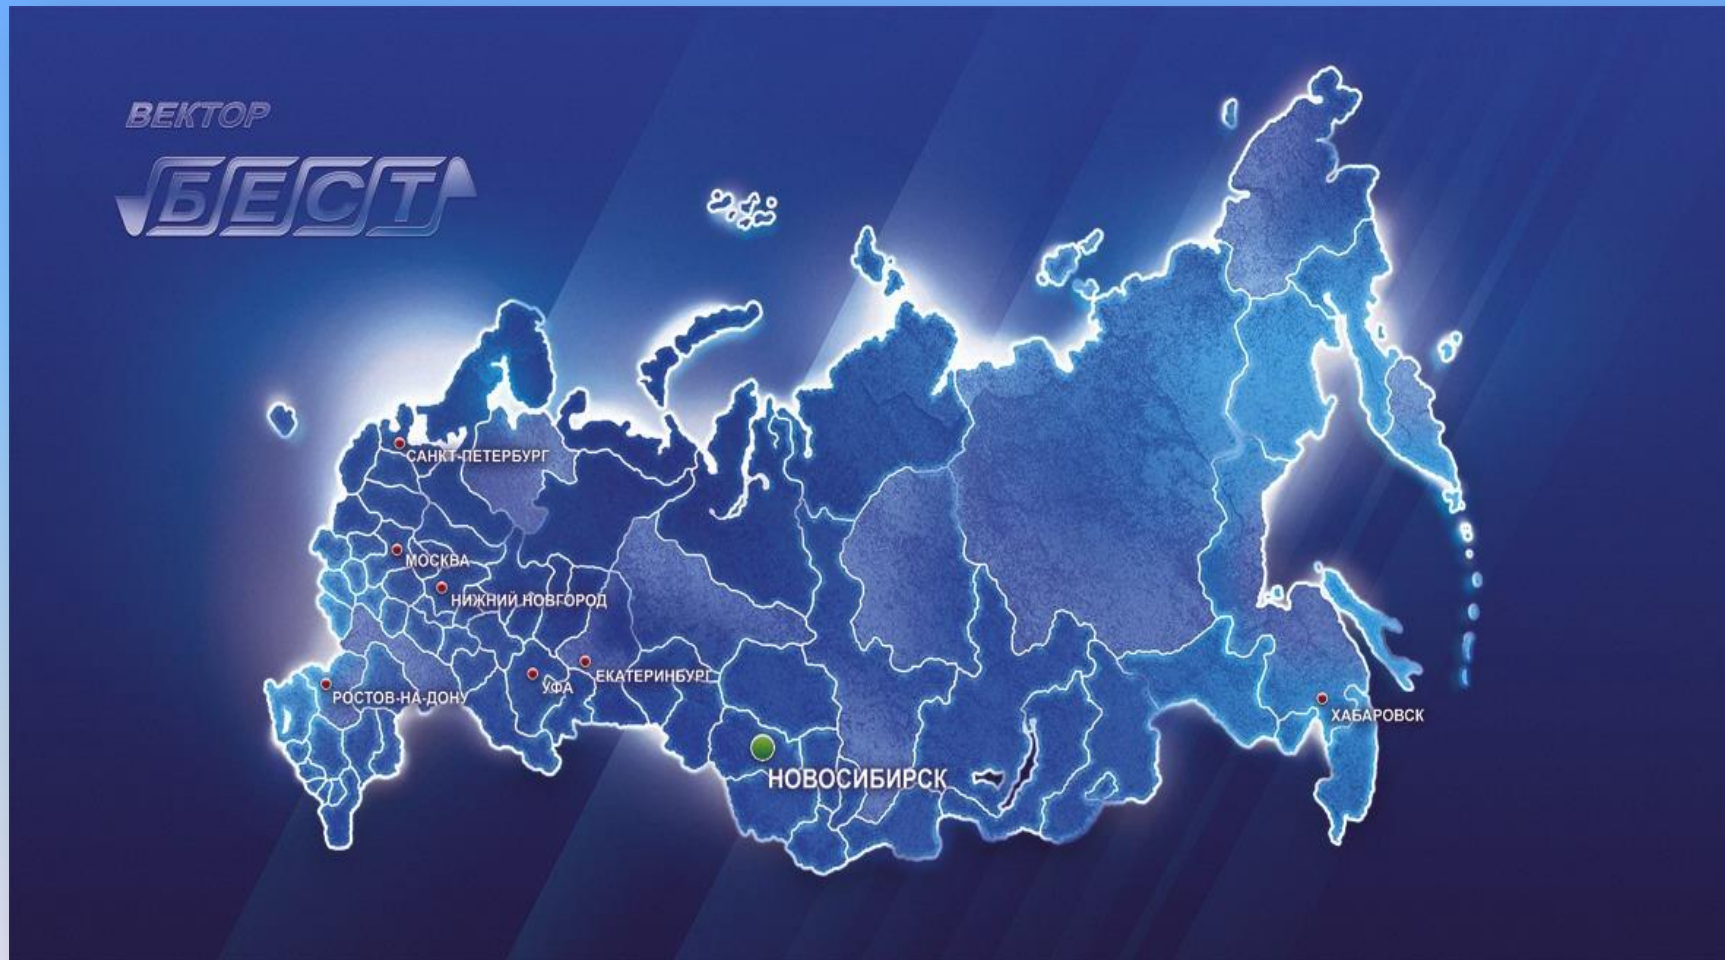 ВЕКТОР
БЕСТ
САНКТ-ПЕТЕРБУРГ
МОСКВА
НИЖНИЙ НОВГОРОД
ЕКАТЕРИНБУРГ
УФА
РОСТОВ-НА-ДОНУ
ХАБАРОВСК
НОВОСИБИРСК